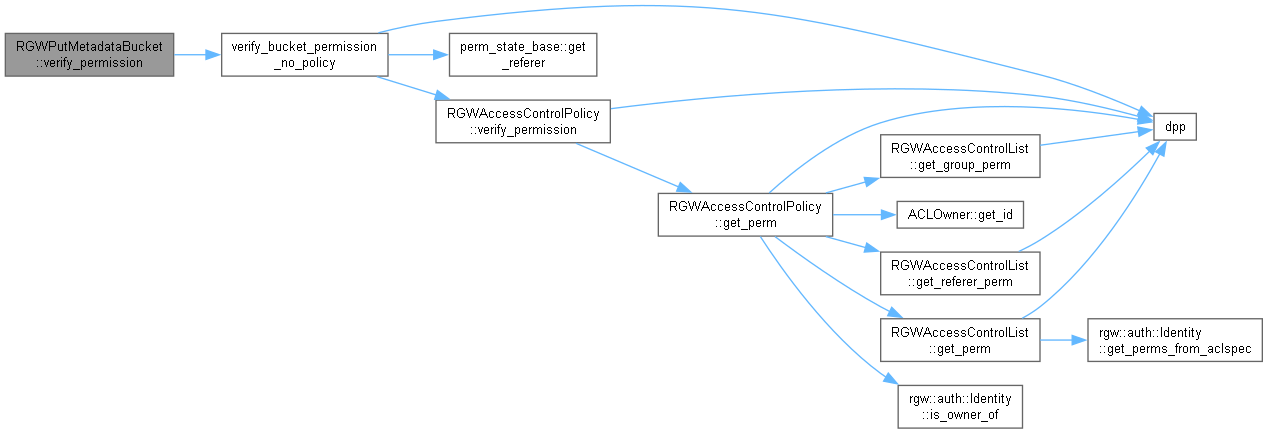 RGWPutMetadataBucket
::verify_permission
verify_bucket_permission
_no_policy
perm_state_base::get
_referer
RGWAccessControlPolicy
::verify_permission
dpp
RGWAccessControlList
::get_group_perm
RGWAccessControlPolicy
::get_perm
ACLOwner::get_id
RGWAccessControlList
::get_referer_perm
RGWAccessControlList
::get_perm
rgw::auth::Identity
::get_perms_from_aclspec
rgw::auth::Identity
::is_owner_of